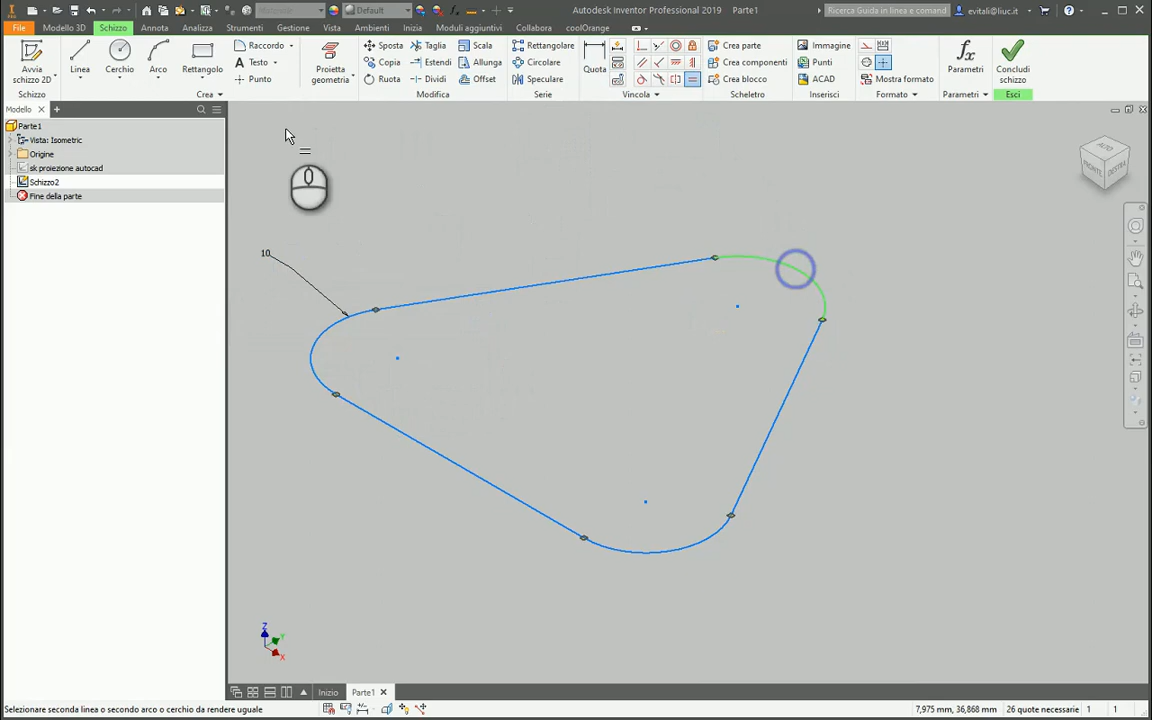 Autodesk Inventor Professional 2019 Parte1
Default
Ricerca Guida in linea e comand
evitali@liuc.it
File Modello 3D Schizzo Annota Analizza Strumenti Gestione Vista Ambienti Inizia Moduli aggiuntivi Collabora coolOrange
Avvia schizzo 2D
Linea
Cerchio
Arco
Rettangolo
Raccordo
Testo
Punto
Proietta geometria
Sposta
Copia
Ruota
Taglia
Estendi
Dividi
Scala
Allunga
Offset
Rettangolare
Circolare
Speculare
Quota
Crea parte
Crea componenti
Crea blocco
Immagine
Punti
ACAD
Mostra formato
Parametri
Concludi schizzo
Schizzo
Crea
Modifica
Serie
Vincola
Scheletro
Inserisci
Formato
Parametri
Esci
Modello
Parte1
Vista: Isometric
Origine
sk proiezione autocad
Schizzo2
Fine della parte
ALTO
FRONTE
DESTRA
10
Z
Y
X
Inizio
Parte1
Selezionare seconda linea o secondo arco o cerchio da rendere uguale
7,975 mm, 36,868 mm
26 quote necessarie
1
1